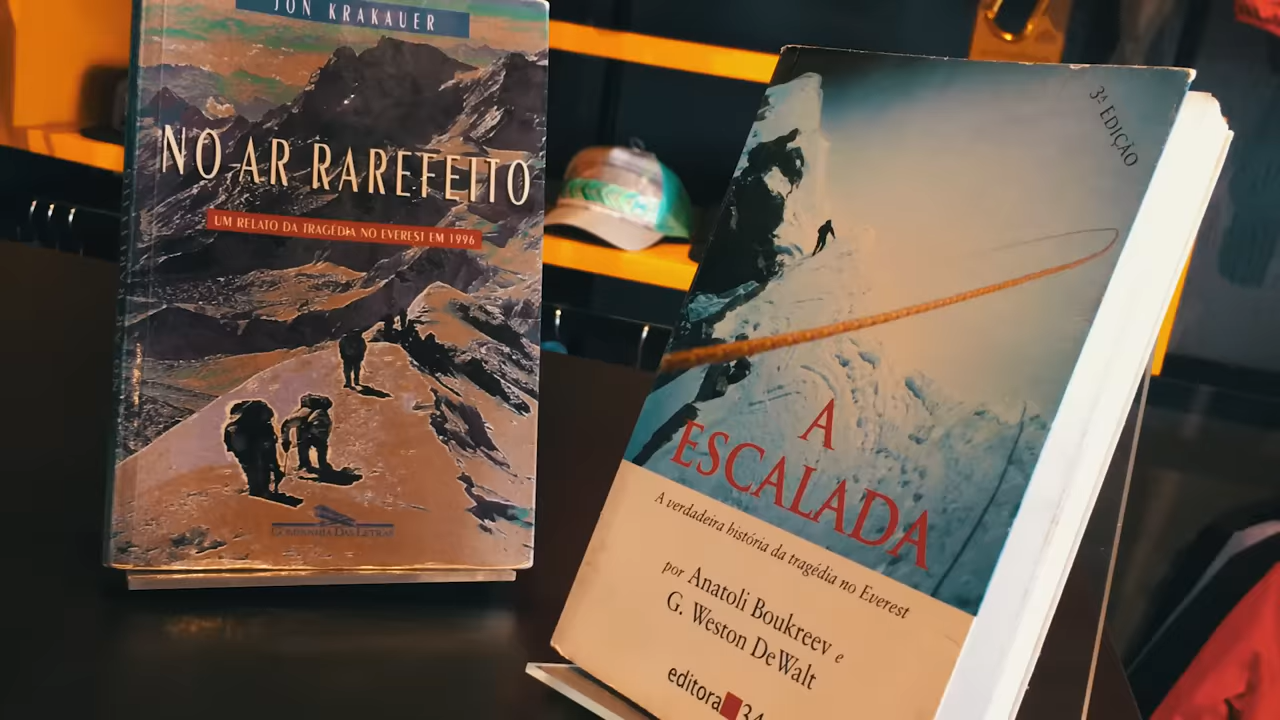 JON KRAKAUER
NO AR RAREFEITO
UM RELATO DA TRAGÉDIA NO EVEREST EM 1996
COMPANHIA DAS LETRAS
3ª EDIÇÃO
A
ESCALADA
A verdadeira história da tragédia no Everest
por Anatoli Boukreev e
G. Weston DeWalt
editora 34